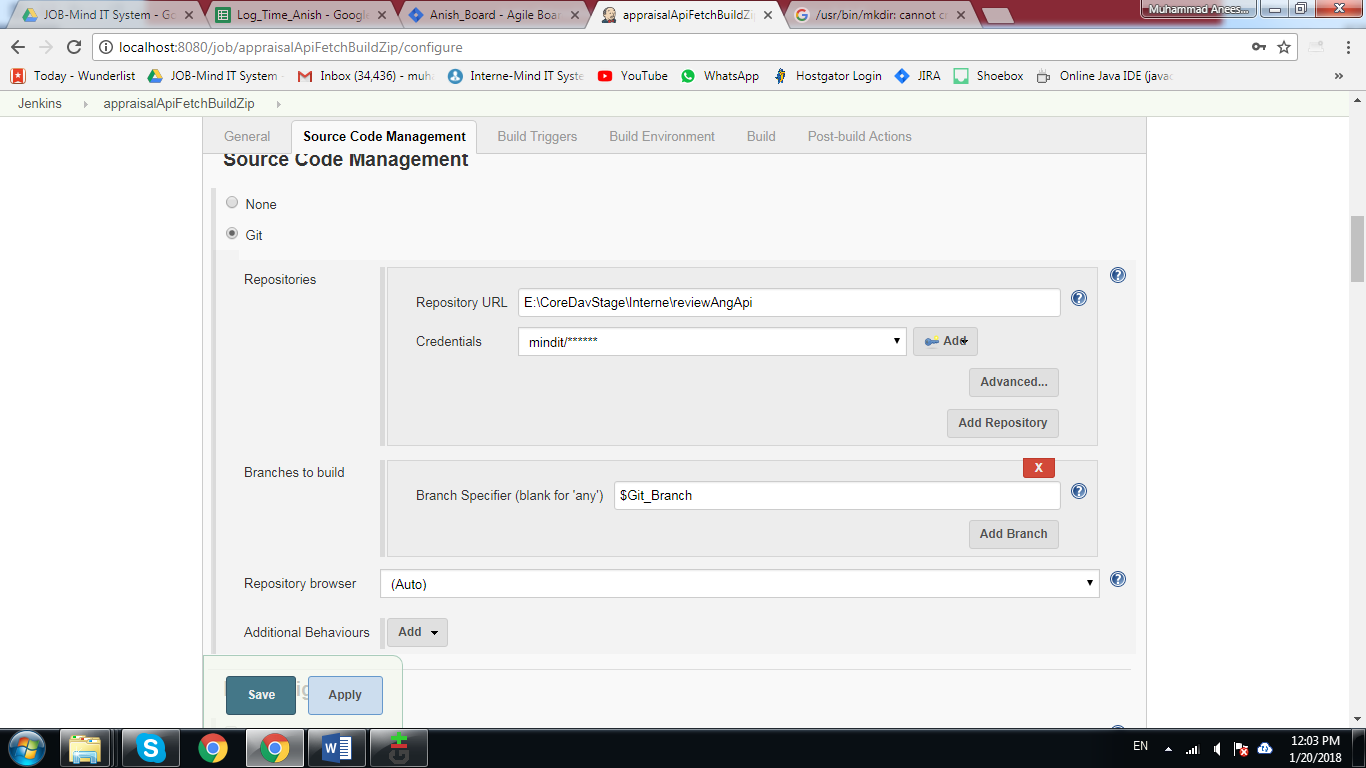 JOB-Mind IT System - Go
Log_Time_Anish - Google
Anish_Board - Agile Boar
appraisalApiFetchBuildZi
/usr/bin/mkdir: cannot c
Muhammad Anees...
localhost:8080/job/appraisalApiFetchBuildZip/configure
Today - Wunderlist
JOB-Mind IT System
Inbox (34,436) - muh
Interne-Mind IT Syste
YouTube
WhatsApp
Hostgator Login
JIRA
Shoebox
Online Java IDE (javac
»
Jenkins
appraisalApiFetchBuildZip
General
Source Code Management
Build Triggers
Build Environment
Build
Post-build Actions
Source Code Management
None
Git
Repositories
Repository URL
E:\CoreDavStage\Interne\reviewAngApi
Credentials
mindit/******
Add
Advanced...
Add Repository
Branches to build
X
Branch Specifier (blank for 'any')
$Git_Branch
Add Branch
Repository browser
(Auto)
Additional Behaviours
Add
Save
Apply
EN
12:03 PM
1/20/2018